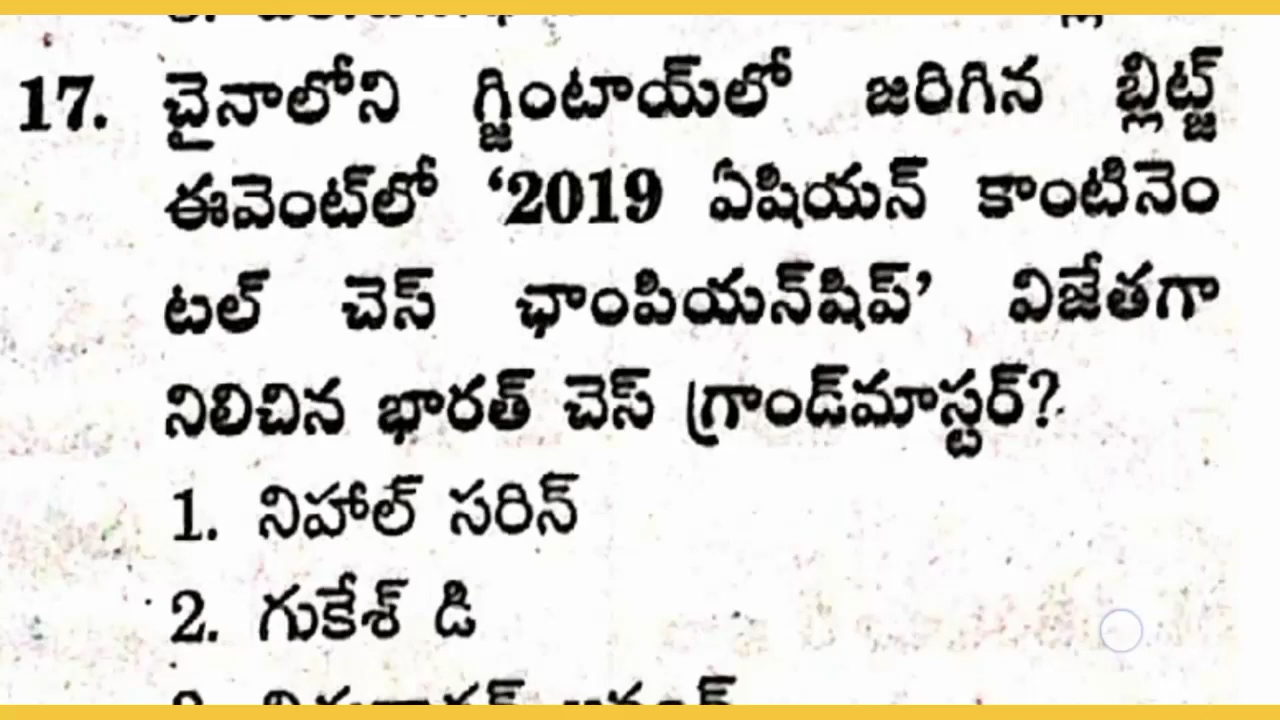 17. చైనాలోని గ్జింటాయ్‌లో జరిగిన బ్లిట్జ్
ఈవెంట్‌లో ‘2019 ఏషియన్ కాంటినెం
టల్ చెస్ ఛాంపియన్‌షిప్’ విజేతగా
నిలిచిన భారత్ చెస్ గ్రాండ్‌మాస్టర్?
1. నిహాల్ సరిన్
2. గుకేశ్ డి